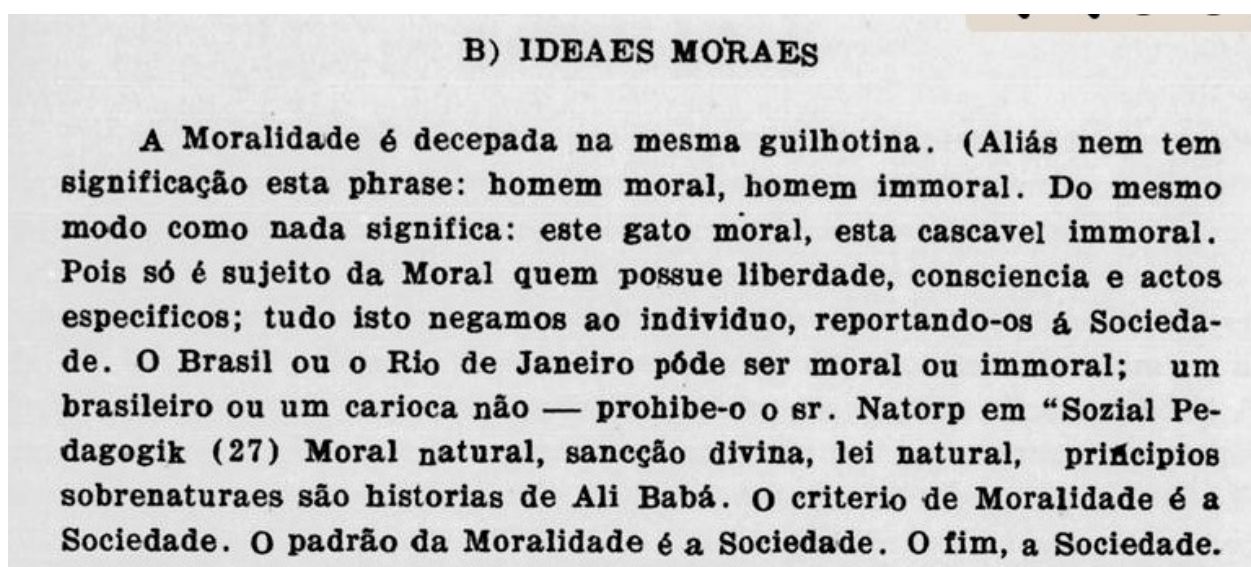 B) IDEAES MORAES
A Moralidade é decepada na mesma guilhotina. (Aliás nem tem
significação esta phrase: homem moral, homem immoral. Do mesmo
modo como nada significa: este gato moral, esta cascavel immoral.
Pois só é sujeito da Moral quem possue liberdade, consciencia e actos
especificos; tudo isto negamos ao individuo, reportando-os á Socieda-
de. O Brasil ou o Rio de Janeiro póde ser moral ou immoral; um
brasileiro ou um carioca não — prohibe-o o sr. Natorp em “Sozial Pe-
dagogik (27) Moral natural, sancção divina, lei natural, principios
sobrenaturaes são historias de Ali Babá. O criterio de Moralidade é a
Sociedade. O padrão da Moralidade é a Sociedade. O fim, a Sociedade.